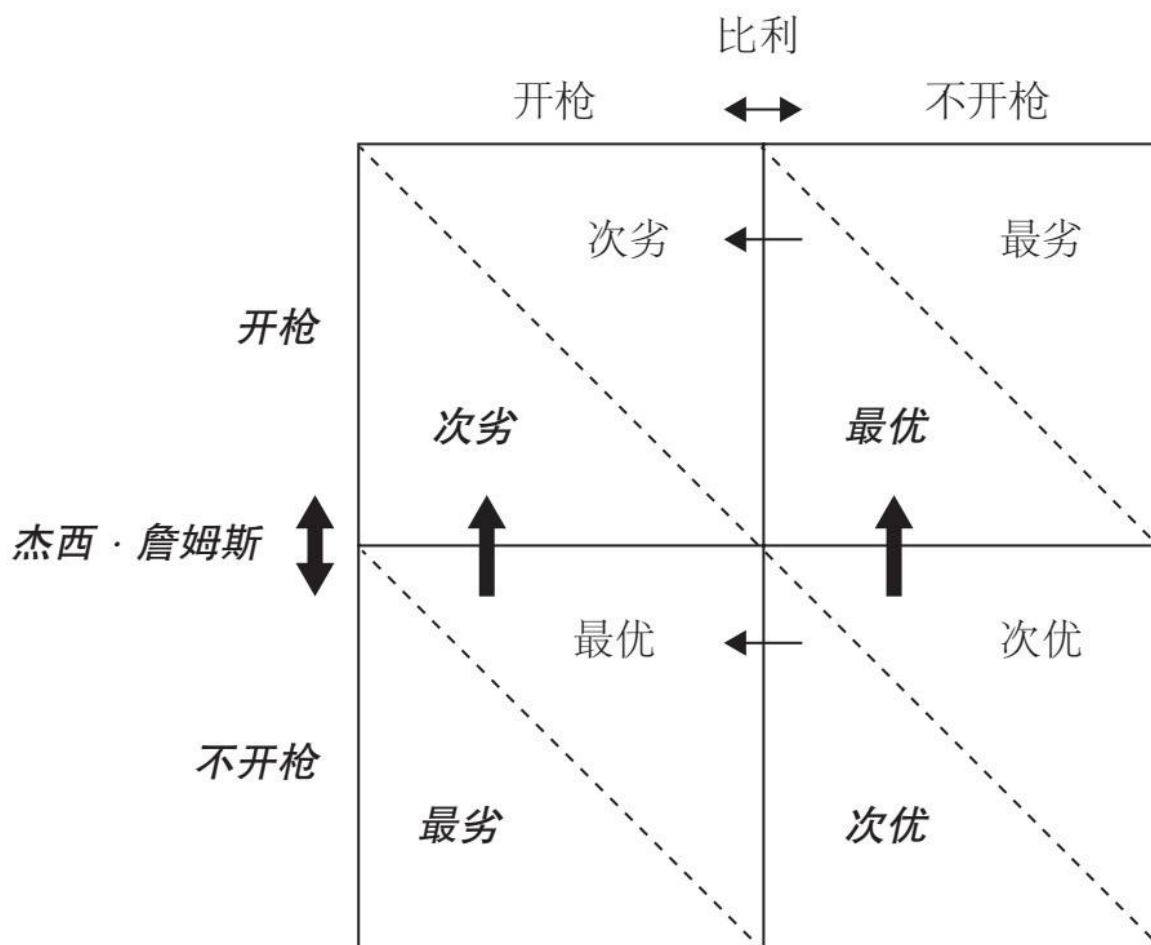 比利
开枪 不开枪
次劣 最劣
开枪
次劣 最优
杰西·詹姆斯
最优 次优
不开枪
最劣 次优